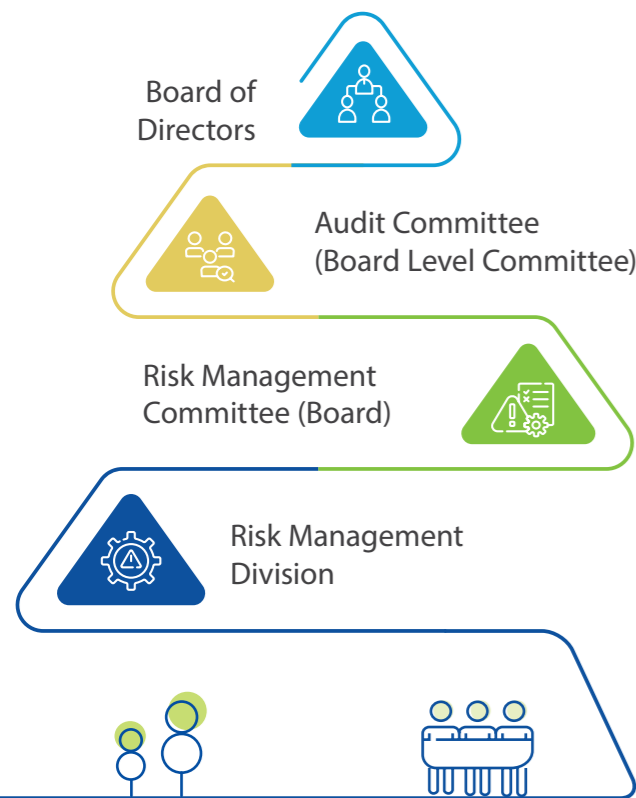 Board of
Directors
Audit Committee
(Board Level Committee)
Risk Management
Committee (Board)
Risk Management
Division